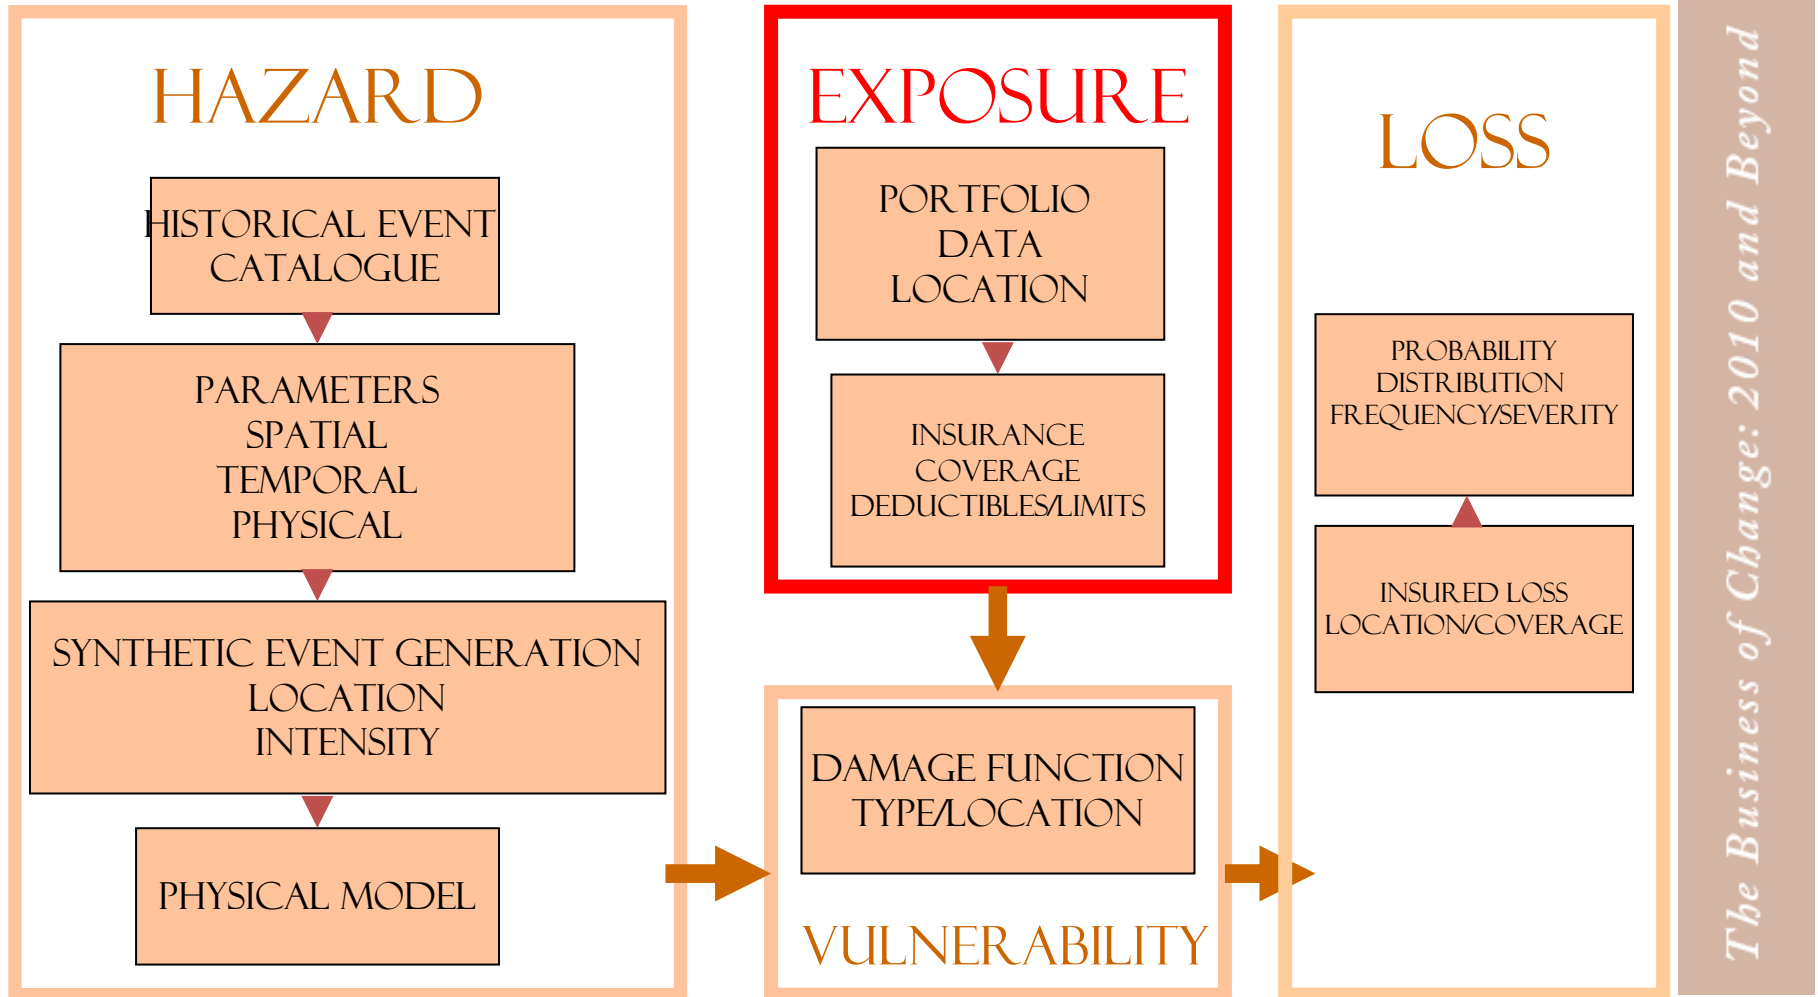 HAZARD
HISTORICAL EVENT
CATALOGUE
PARAMETERS
SPATIAL
TEMPORAL
PHYSICAL
SYNTHETIC EVENT GENERATION
LOCATION
INTENSITY
PHYSICAL MODEL
EXPOSURE
PORTFOLIO
DATA
LOCATION
INSURANCE
COVERAGE
DEDUCTIBLES/LIMITS
DAMAGE FUNCTION
TYPE/LOCATION
VULNERABILITY
LOSS
PROBABILITY
DISTRIBUTION
FREQUENCY/SEVERITY
INSURED LOSS
LOCATION/COVERAGE
The Business of Change: 2010 and Beyond